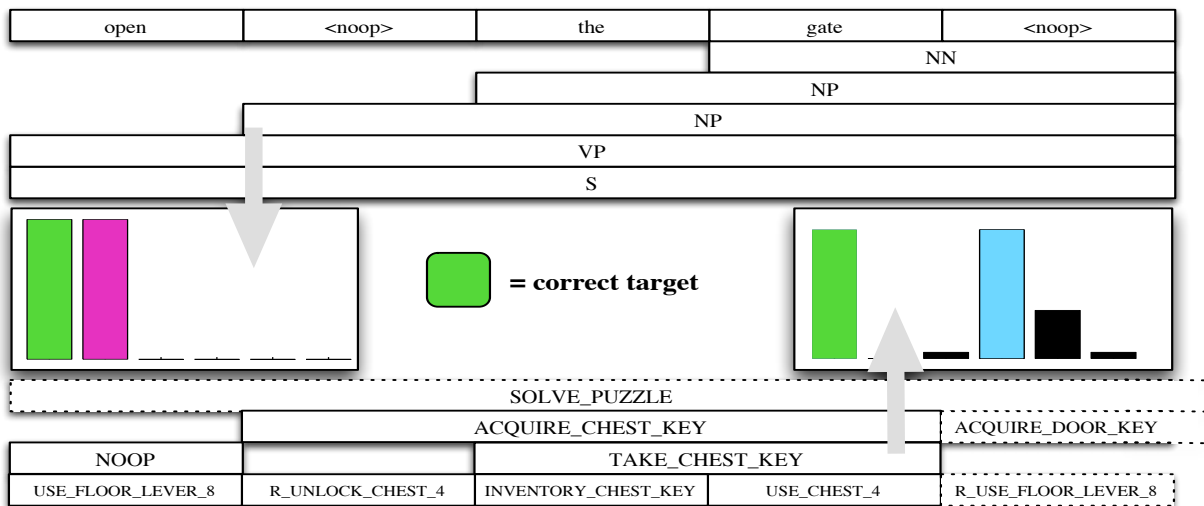 open <noop> the gate <noop>
NN
NP
NP
VP
S
= correct target
SOLVE_PUZZLE
ACQUIRE_CHEST_KEY ACQUIRE_DOOR_KEY
NOOP TAKE_CHEST_KEY
USE_FLOOR_LEVER_8 R_UNLOCK_CHEST_4 INVENTORY_CHEST_KEY USE_CHEST_4 R_USE_FLOOR_LEVER_8